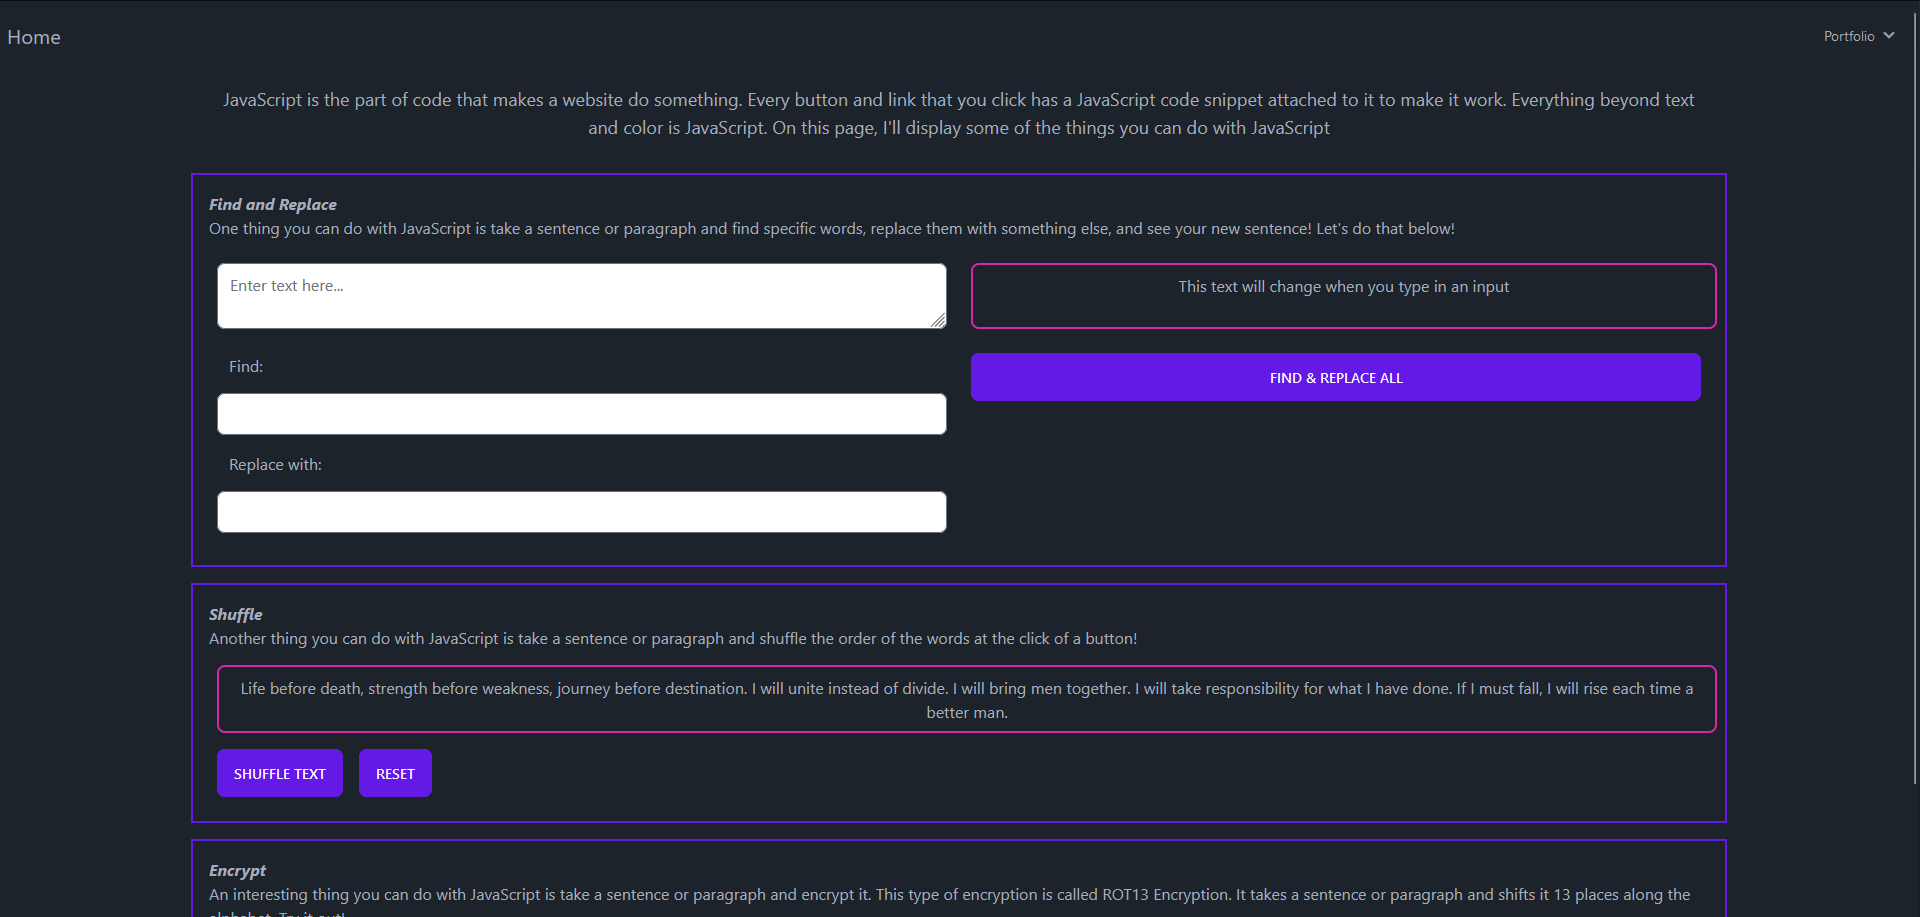 Home
Portfolio
JavaScript is the part of code that makes a website do something. Every button and link that you click has a JavaScript code snippet attached to it to make it work. Everything beyond text
and color is JavaScript. On this page, I'll display some of the things you can do with JavaScript
Find and Replace
One thing you can do with JavaScript is take a sentence or paragraph and find specific words, replace them with something else, and see your new sentence! Let's do that below!
Enter text here...
This text will change when you type in an input
Find:
FIND & REPLACE ALL
Replace with:
Shuffle
Another thing you can do with JavaScript is take a sentence or paragraph and shuffle the order of the words at the click of a button!
Life before death, strength before weakness, journey before destination. I will unite instead of divide. I will bring men together. I will take responsibility for what I have done. If I must fall, I will rise each time a
better man.
SHUFFLE TEXT
RESET
Encrypt
An interesting thing you can do with JavaScript is take a sentence or paragraph and encrypt it. This type of encryption is called ROT13 Encryption. It takes a sentence or paragraph and shifts it 13 places along the
alphabet. Try it out!